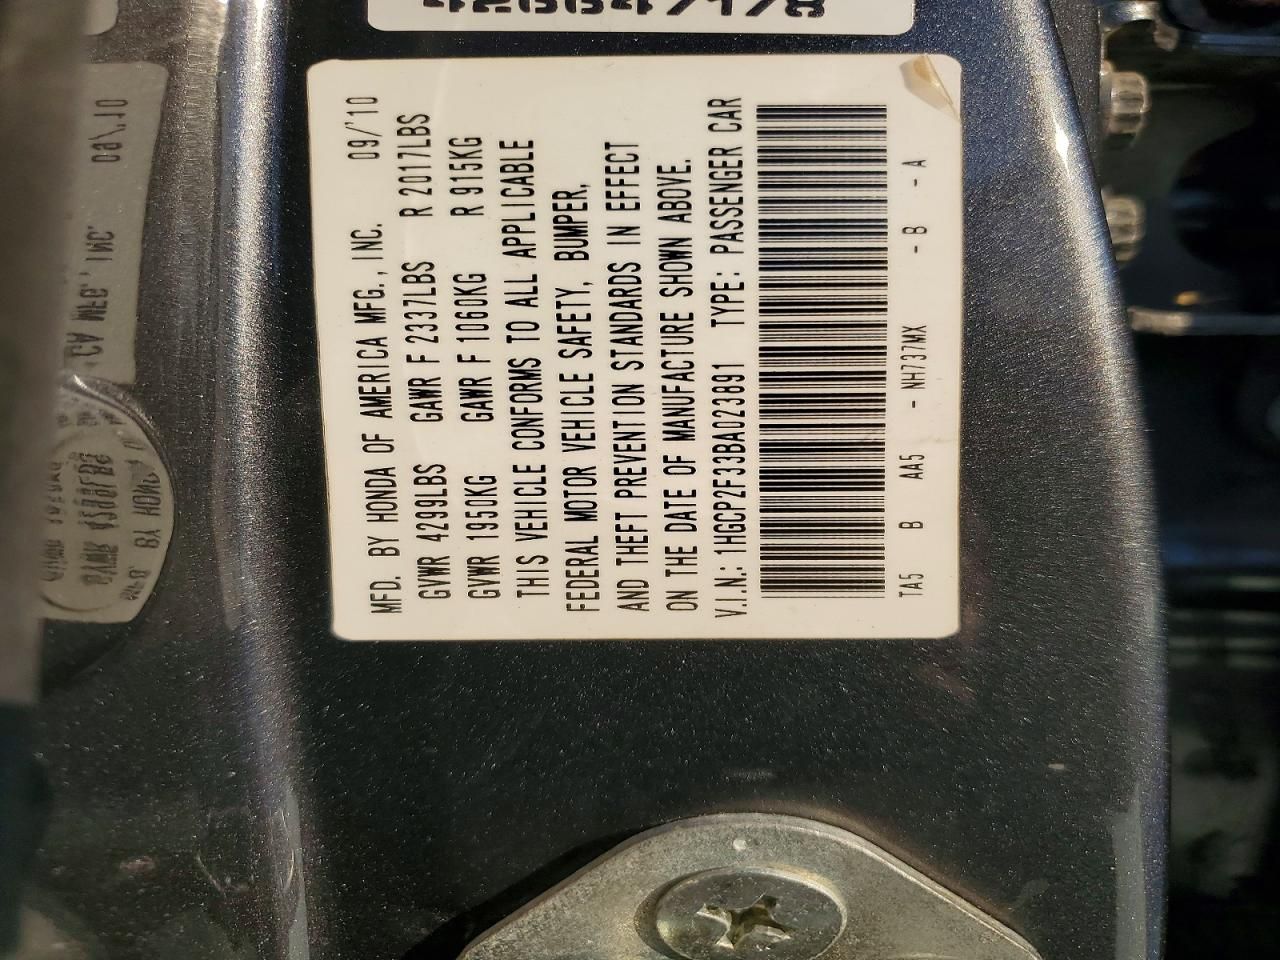 MFD. BY HONDA OF AMERICA MFG., INC. 09/'10
GVWR 4299LBS GAWR F 2337LBS R 2017LBS
GVWR 1950KG GAWR F 1060KG R 915KG
THIS VEHICLE CONFORMS TO ALL APPLICABLE
FEDERAL MOTOR VEHICLE SAFETY, BUMPER,
AND THEFT PREVENTION STANDARDS IN EFFECT
ON THE DATE OF MANUFACTURE SHOWN ABOVE.
V.I.N.: 1HGCP2F33BA023891 TYPE: PASSENGER CAR
TA5 B AA5 - NH737MX - B - A